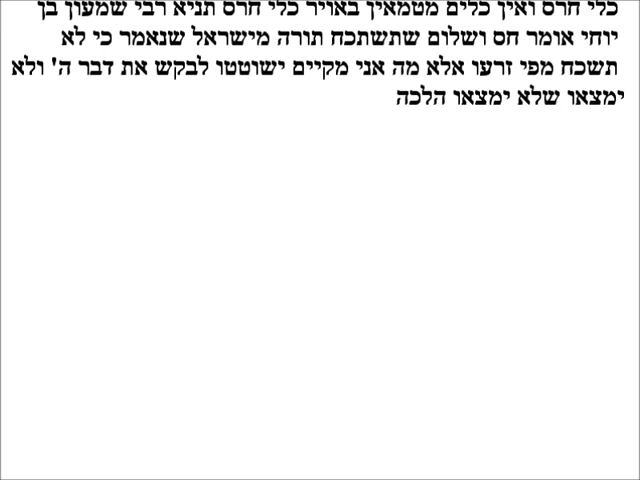 כלי חרס ואין כלים מטמאין באויר כלי חרס תניא רבי שמעון בן
יוחי אומר חס ושלום שתשתכח תורה מישראל שנאמר כי לא
תשכח מפי זרעו אלא מה אני מקיים ישוטטו לבקש את דבר ה' ולא
ימצאו שלא ימצאו הלכה